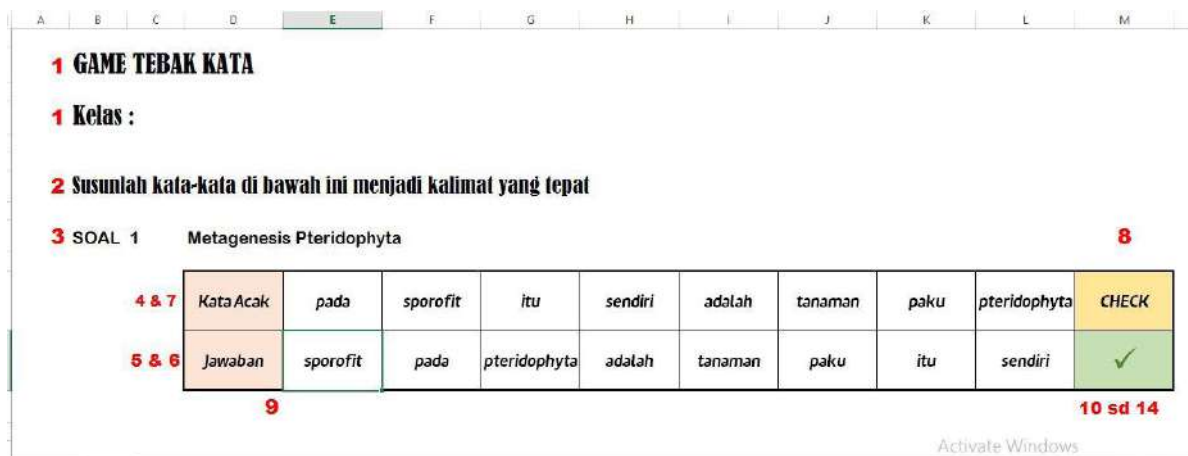 A B C D E F G H I J K L M
1 GAME TEBAK KATA
1 Kelas :
2 Susunlah kata-kata di bawah ini menjadi kalimat yang tepat
3 SOAL 1 Metagenesis Pteridophyta 8
4 & 7 Kata Acak pada sporofit itu sendiri adalah tanaman paku pteridophyta CHECK
5 & 6 Jawaban sporofit pada pteridophyta adalah tanaman paku itu sendiri ✓
9 10 sd 14
Activate Windows